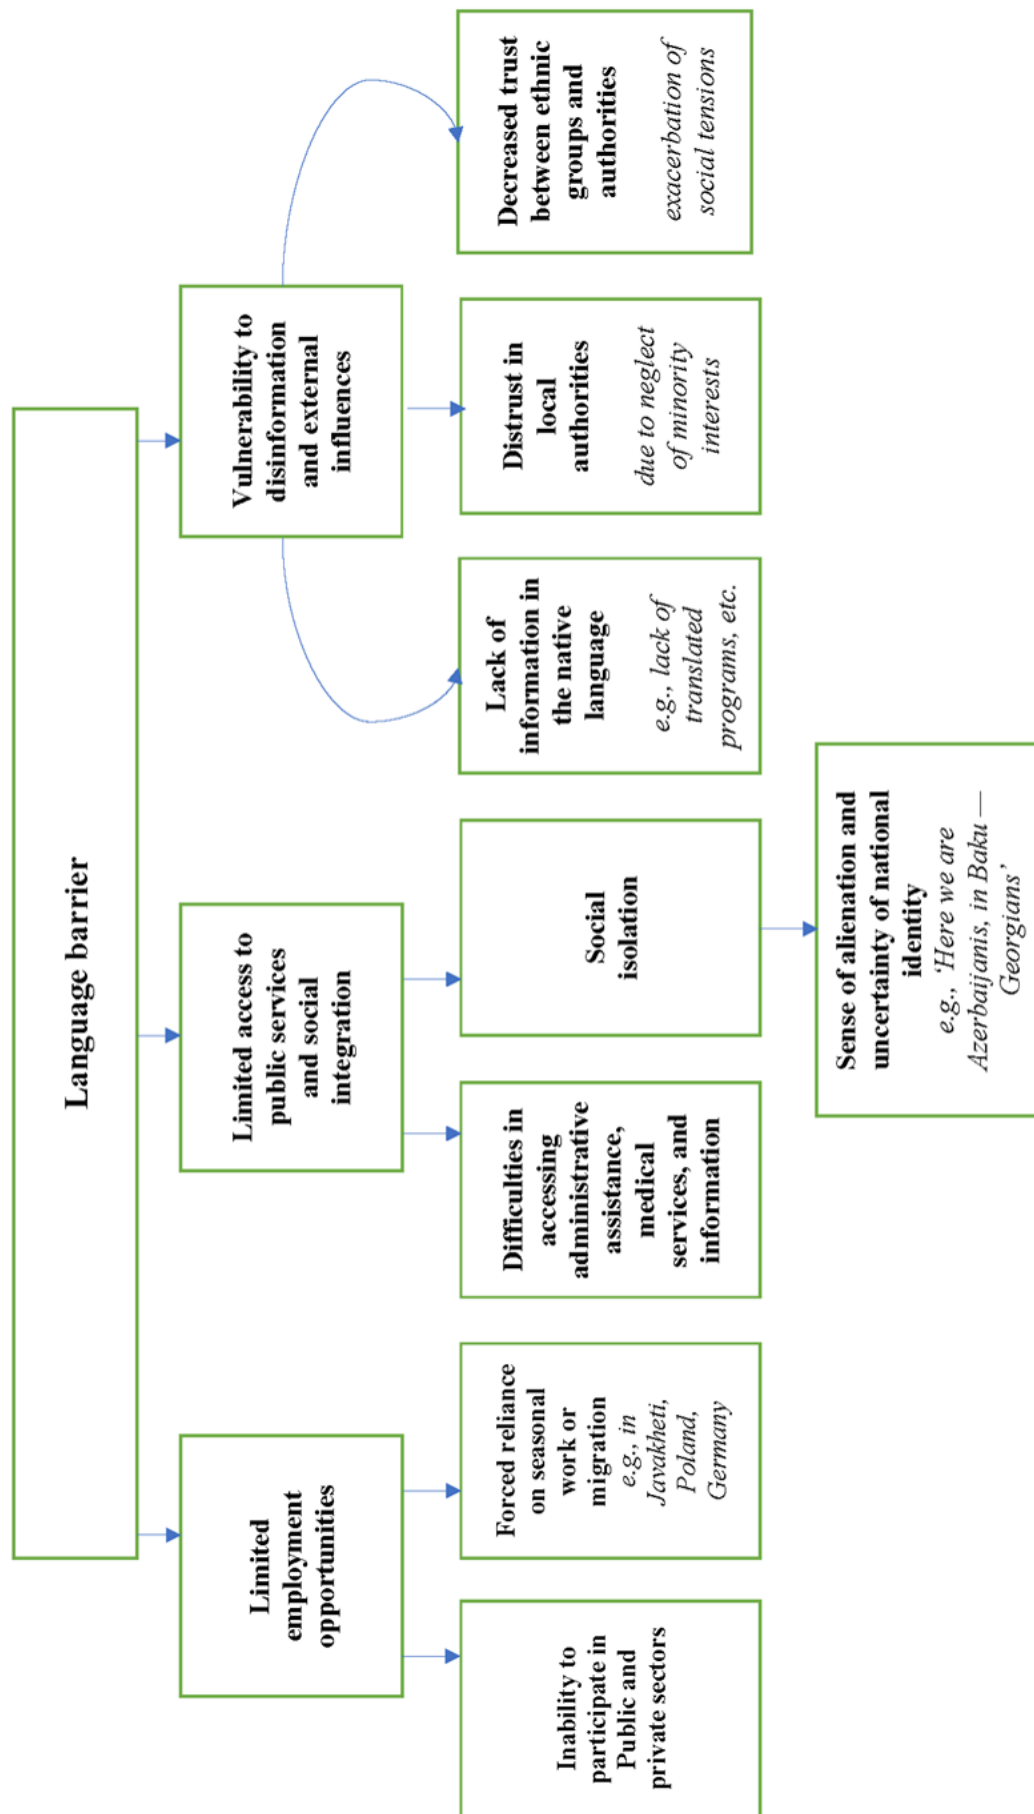 Language barrier
Limited
employment
opportunities
Limited access to
public services
and social
integration
Vulnerability to
disinformation
and external
influences
Inability to
participate in
Public and
private sectors
Forced reliance
on seasonal
work or
migration
e.g., in
Javakheti,
Poland,
Germany
Difficulties in
accessing
administrative
assistance,
medical
services, and
information
Social
isolation
Lack of
information in
the native
language
e.g., lack of
translated
programs, etc.
Distrust in
local
authorities
due to neglect
of minority
interests
Decreased trust
between ethnic
groups and
authorities
exacerbation of
social tensions
Sense of alienation and
uncertainty of national
identity
e.g., ‘Here we are
Azerbaijanis, in Baku —
Georgians’